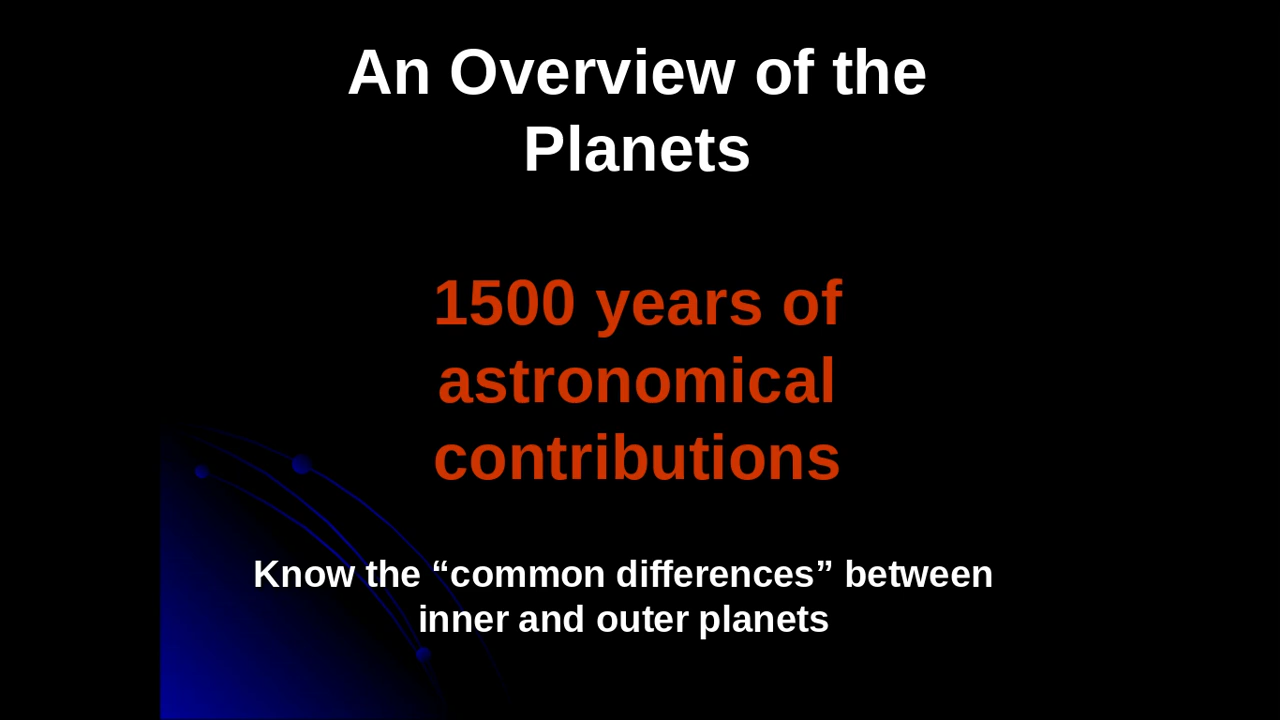 An Overview of the
Planets
1500 years of
astronomical
contributions
Know the “common differences” between
inner and outer planets